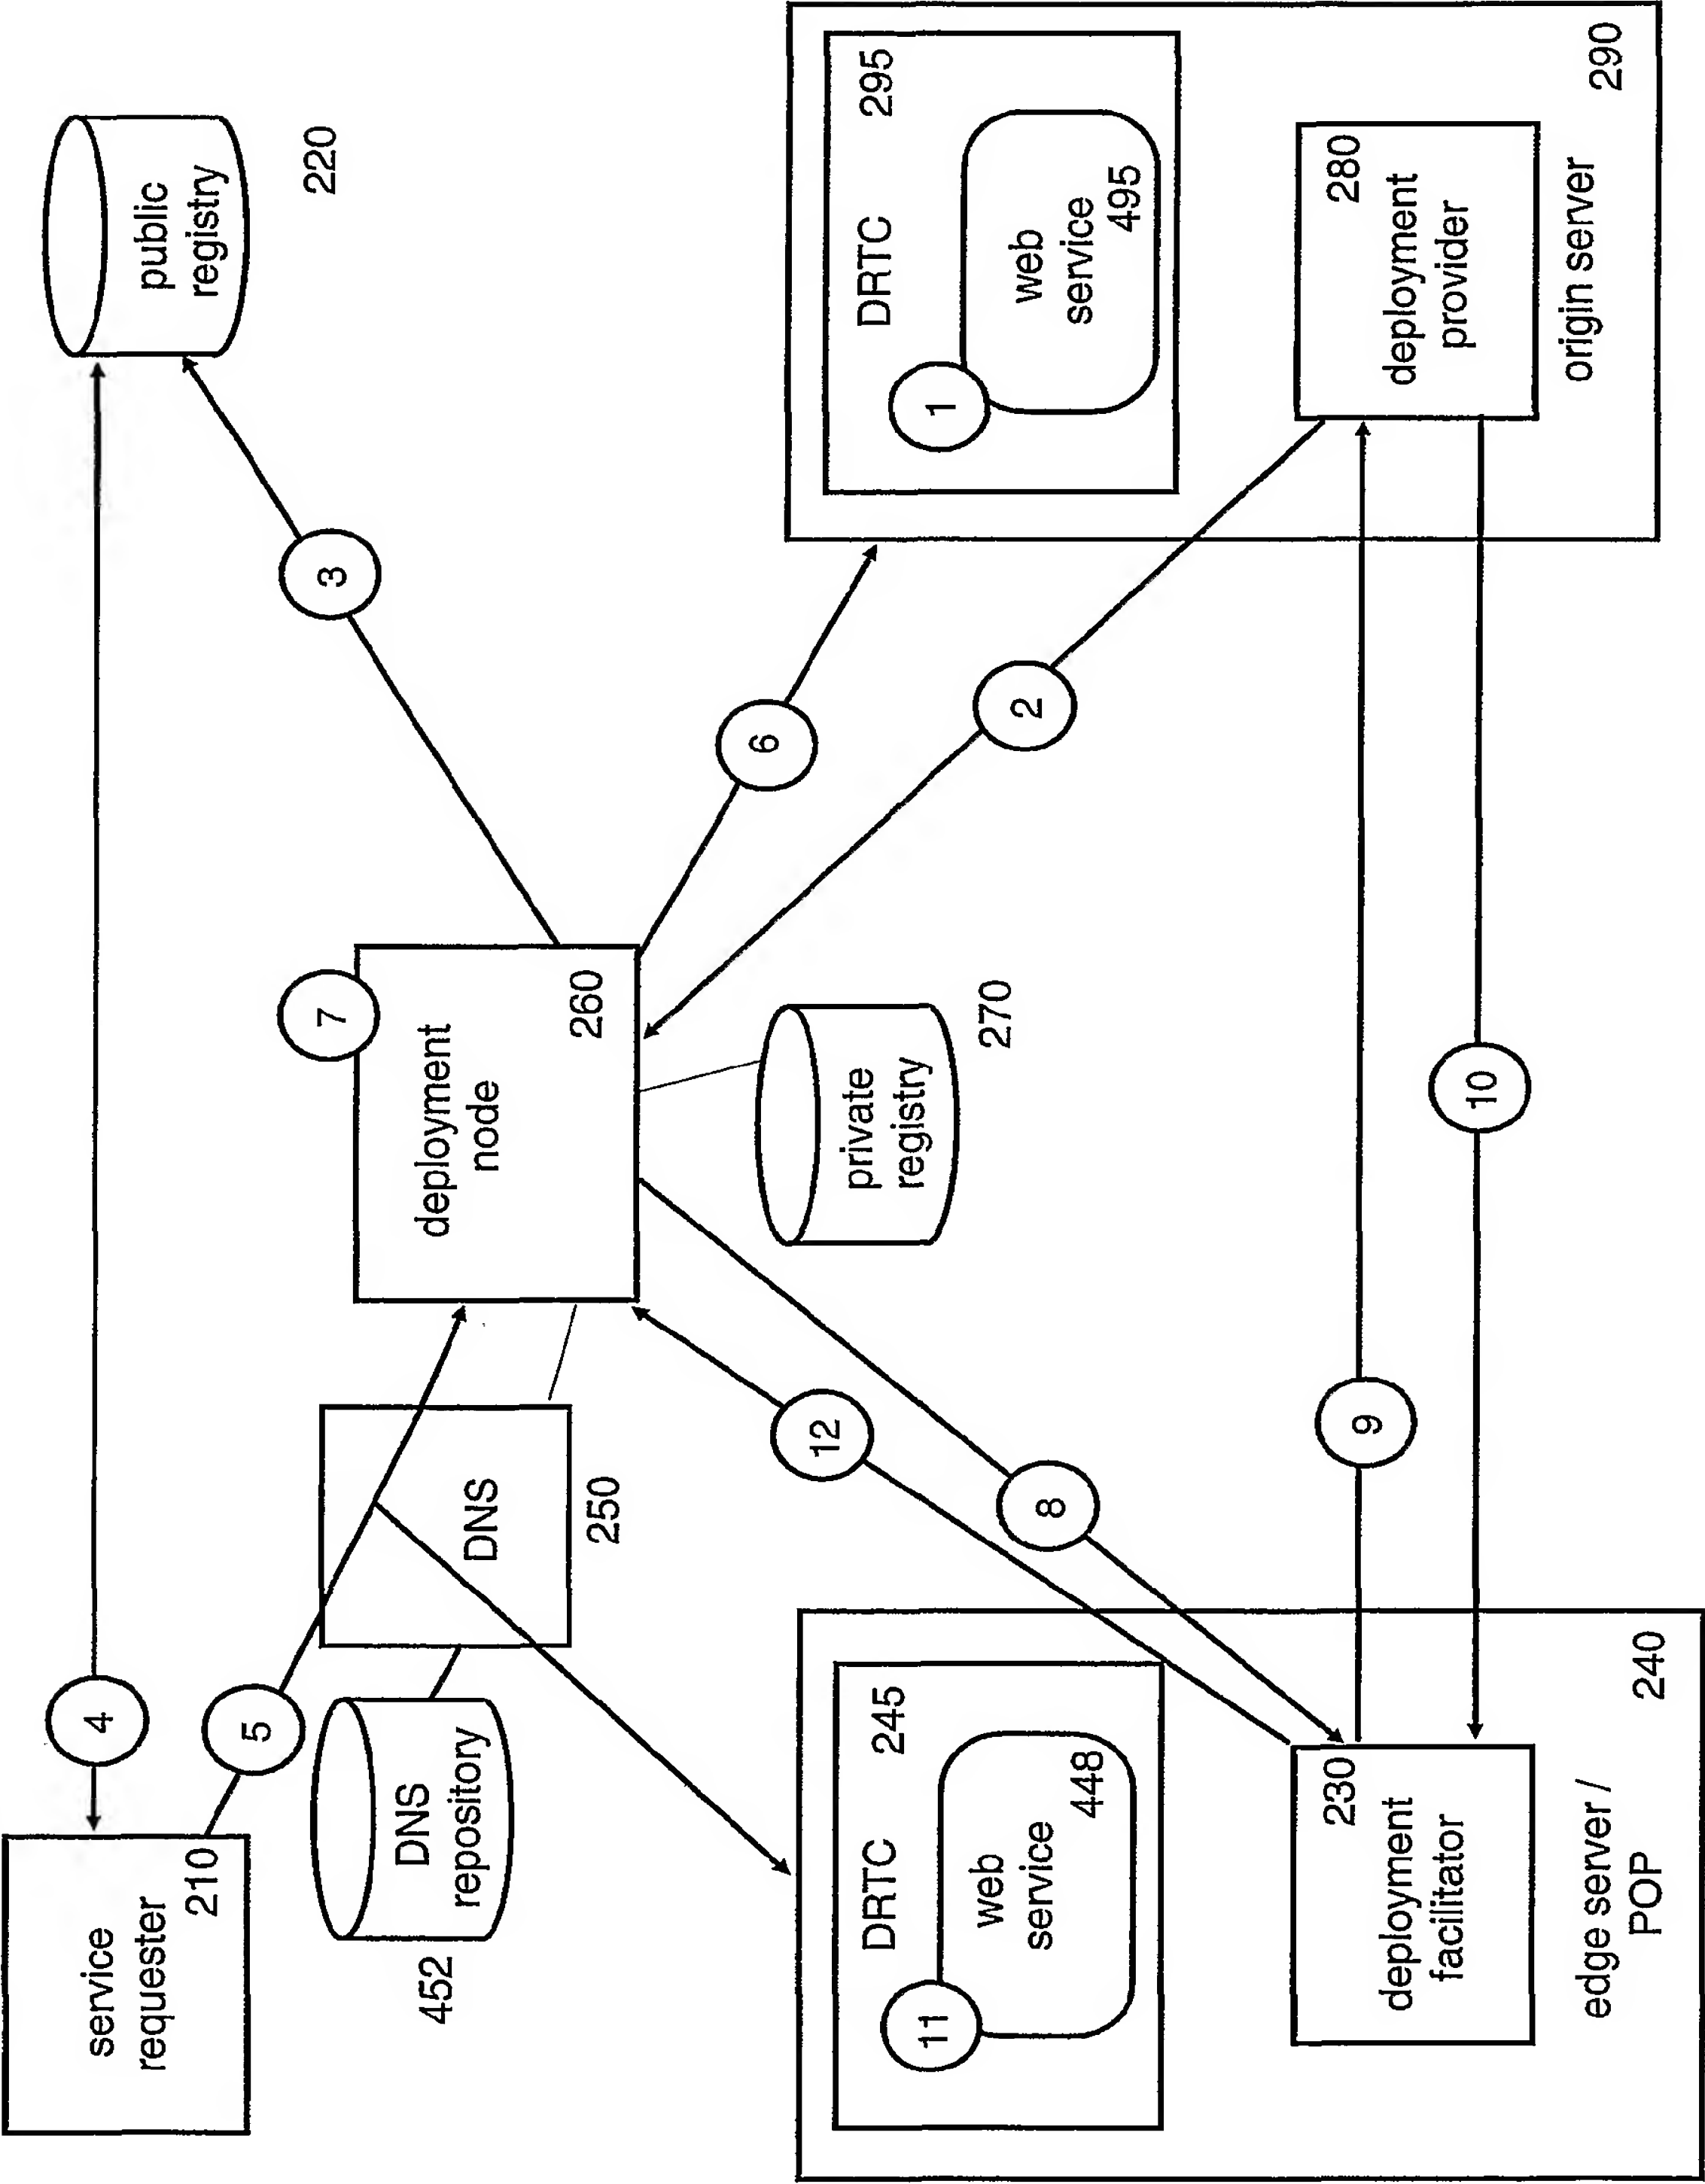 service
requester
210
4
public
registry
220
5
3
DNS
repository
452
DNS
250
7
deployment
node
260
6
private
registry
270
12
8
2
DRTC
245
11
web
service
448
deployment
facilitator
230
edge server /
POP
240
9
10
DRTC
295
1
web
service
495
deployment
provider
280
origin server
290